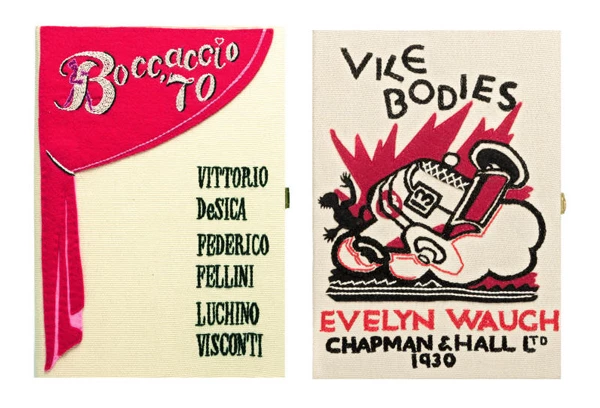 Boccaccio
'70
VITTORIO
DeSICA
FEDERICO
FELLINI
LUCHINO
VISCONTI
VILE
BODIES
13
EVELYN WAUGH
CHAPMAN & HALL LTD
1930